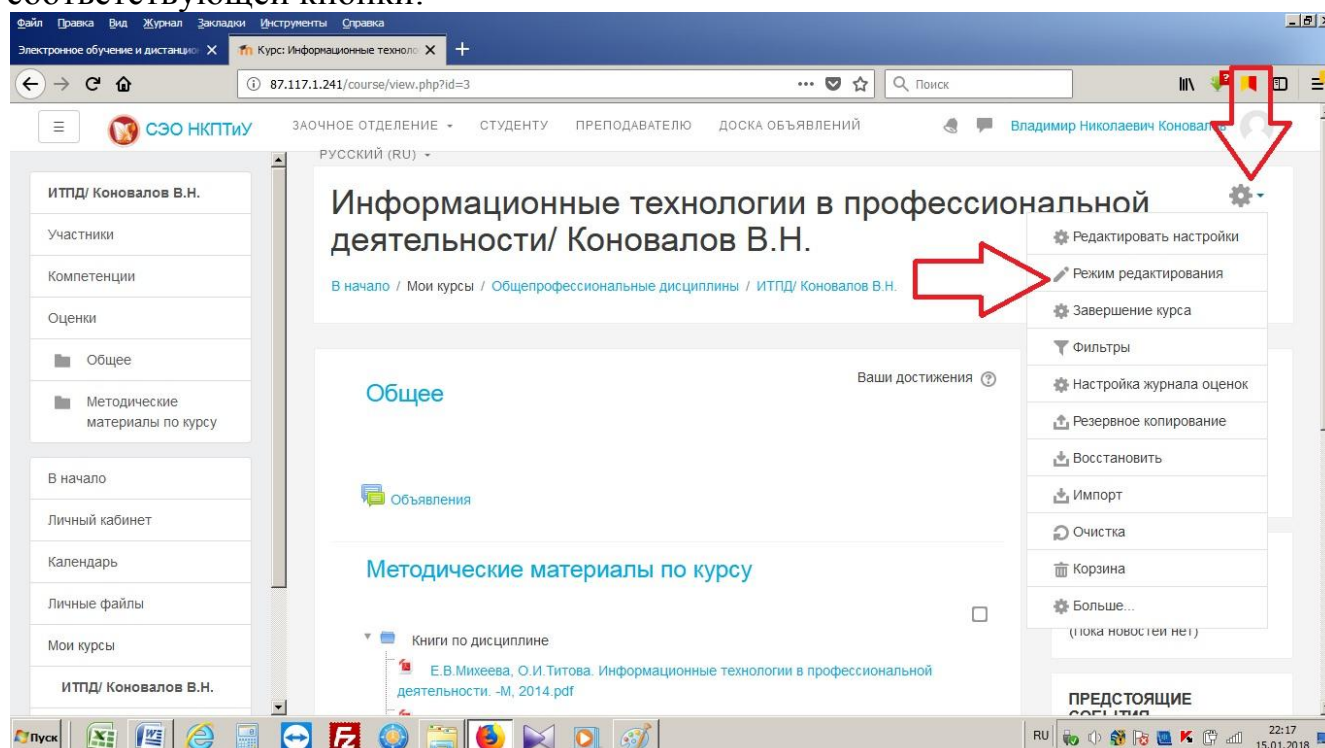 соответствующей кнопки:
Файл Правка Вид Журнал Закладки Инструменты Справка
Электронное обучение и дистанцио
Курс: Информационные техноло
87.117.1.241/course/view.php?id=3
Поиск
СЭО НКПТиУ
ЗАОЧНОЕ ОТДЕЛЕНИЕ СТУДЕНТУ ПРЕПОДАВАТЕЛЮ ДОСКА ОБЪЯВЛЕНИЙ
Владимир Николаевич
РУССКИЙ (RU)
ИТПД/ Коновалов В.Н.
Участники
Компетенции
Оценки
Общее
Методические
материалы по курсу
В начало
Личный кабинет
Календарь
Личные файлы
Мои курсы
ИТПД/ Коновалов В.Н.
Информационные технологии в профессиональной
деятельности/ Коновалов В.Н.
В начало / Мои курсы / Общепрофессиональные дисциплины / ИТПД/ Коновалов В.Н.
Общее
Ваши достижения
Объявления
Методические материалы по курсу
Книги по дисциплине
Е.В.Михеева, О.И.Титова. Информационные технологии в профессиональной
деятельности. -М, 2014.pdf
Редактировать настройки
Режим редактирования
Завершение курса
Фильтры
Настройка журнала оценок
Резервное копирование
Восстановить
Импорт
Очистка
Корзина
Больше...
(Пока новостей нет)
ПРЕДСТОЯЩИЕ
СОБЫТИЯ
Пуск
RU
22:17
15.01.2018